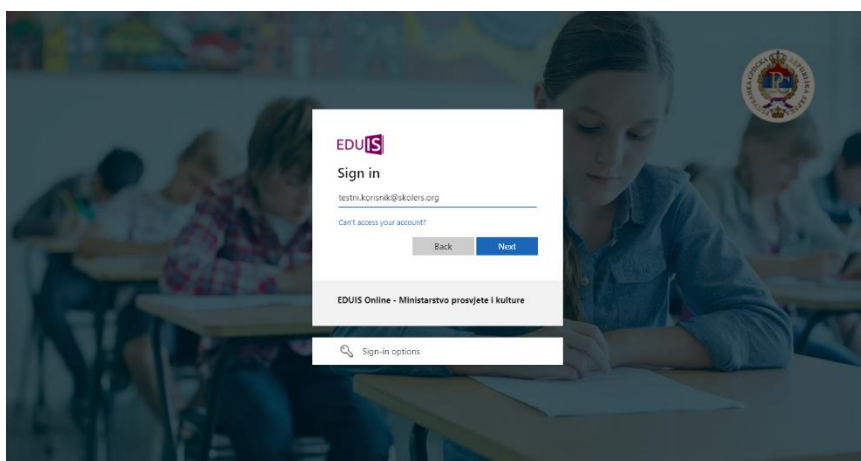 EDUIS
Sign in
testni.korisnik@skolers.org
Can't access your account?
Back Next
EDUIS Online - Ministarstvo prosvjete i kulture
Sign-in options